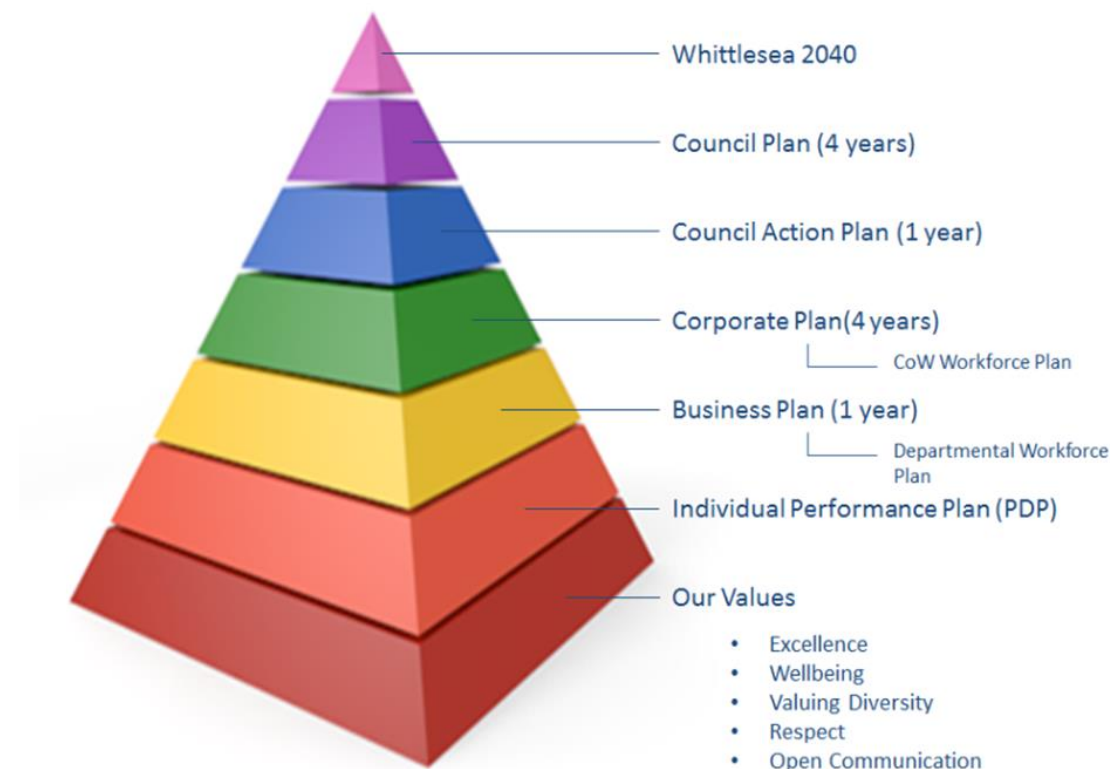 Whittlesea 2040
Council Plan (4 years)
Council Action Plan (1 year)
Corporate Plan(4 years)
CoW Workforce Plan
Business Plan (1 year)
Departmental Workforce
Plan
Individual Performance Plan (PDP)
Our Values
• Excellence
• Wellbeing
• Valuing Diversity
• Respect
• Open Communication